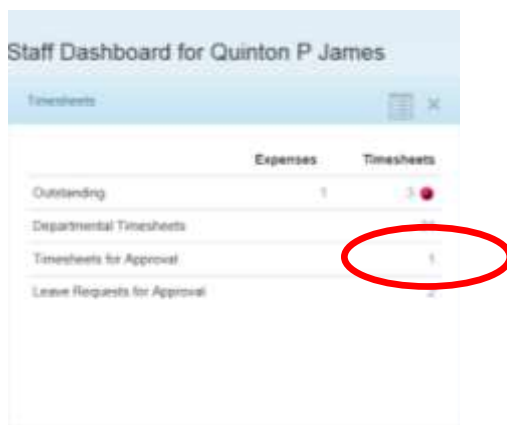 Staff Dashboard for Quinton P James
Timesheets
Expenses Timesheets
Outstanding 1 3
Departmental Timesheets
Timesheets for Approval 1
Leave Requests for Approval 2